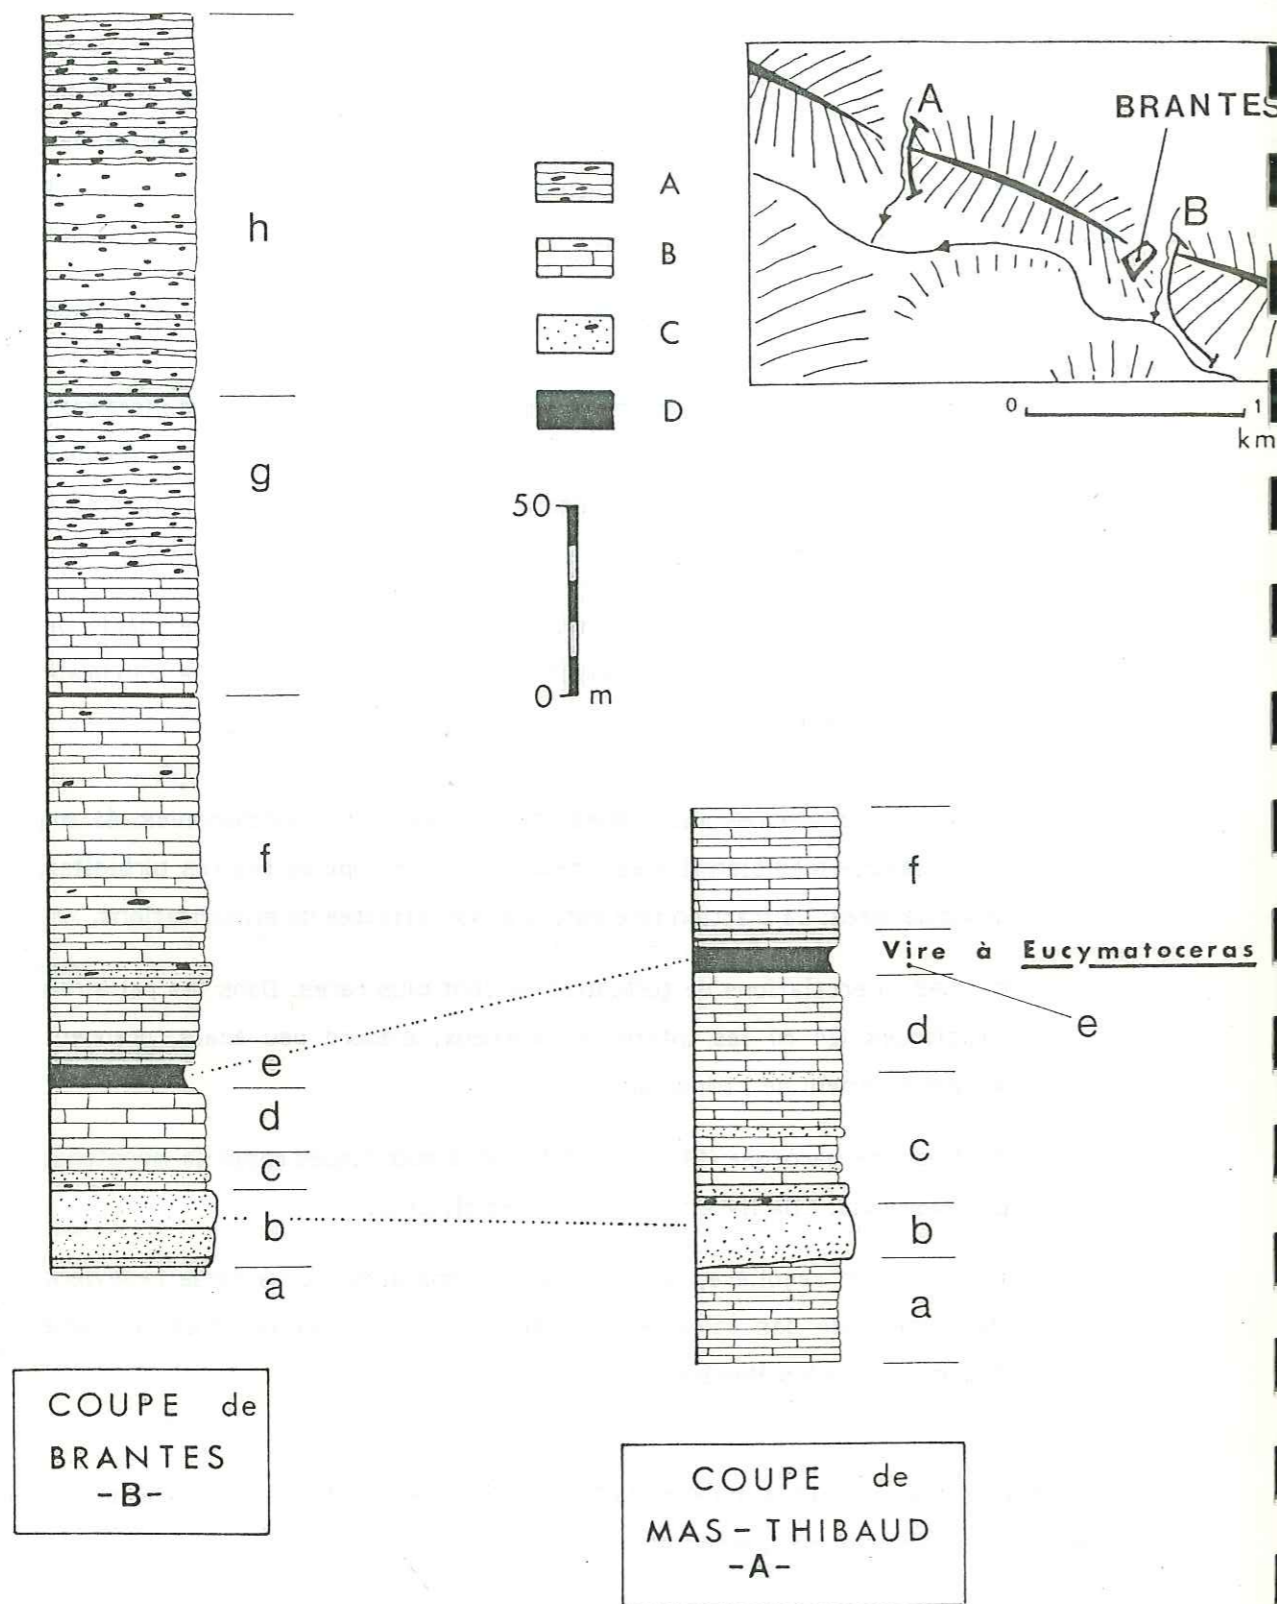 A
BRANTES
B
0 1
km
A
B
C
D
50
0 m
h
g
f
e
d
c
b
a
f
Vire à Eucymatoceras
e
d
c
b
a
COUPE de
BRANTES
-B-
COUPE de
MAS-THIBAUD
-A-